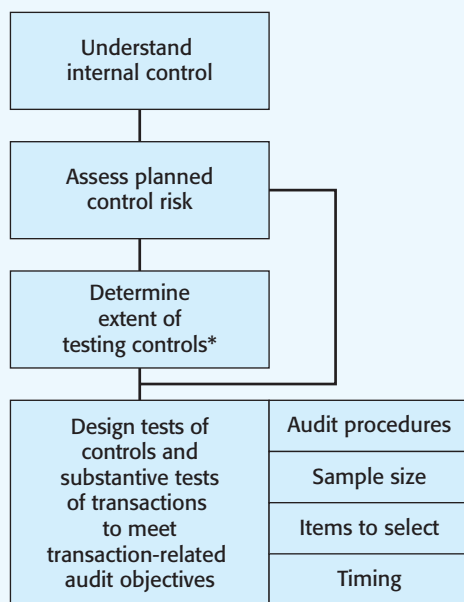 Understand
internal control
Assess planned
control risk
Determine
extent of
testing controls*
Design tests of
controls and
substantive tests
of transactions
to meet
transaction-related
audit objectives
Audit procedures
Sample size
Items to select
Timing